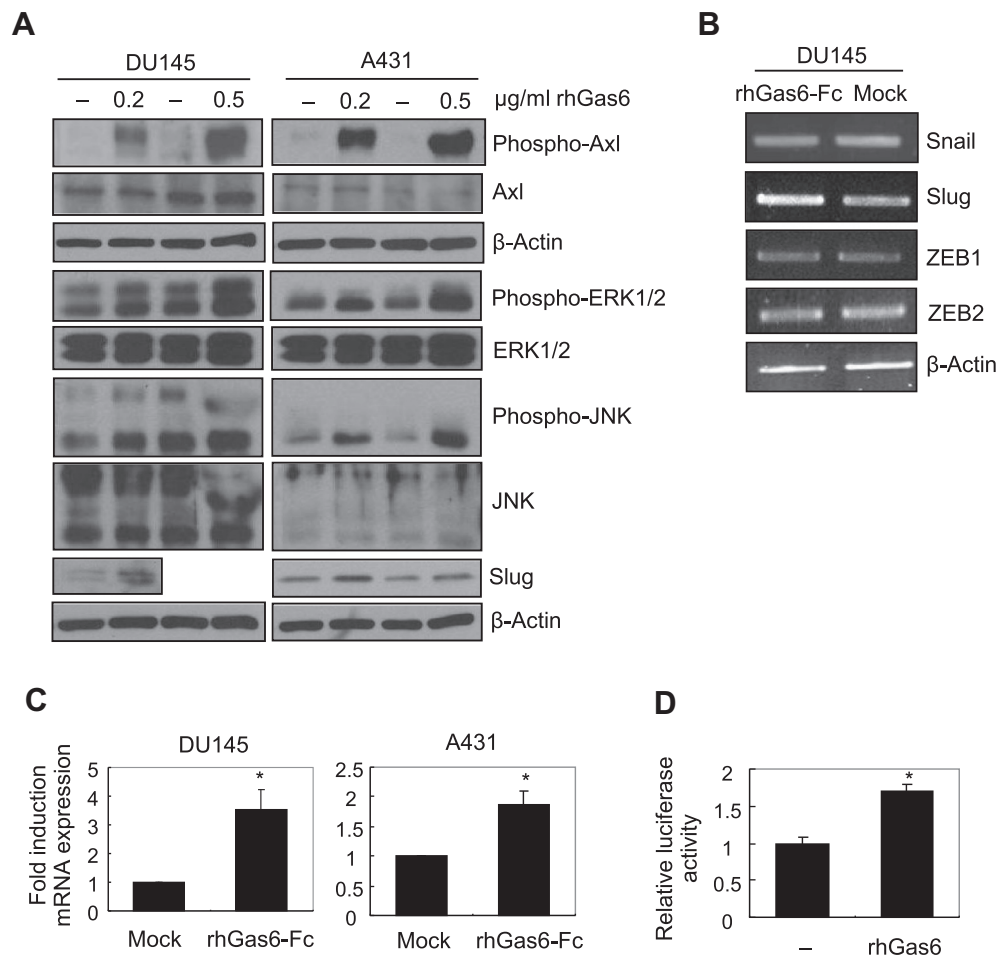 A
DU145
A431
– 0.2 – 0.5
– 0.2 – 0.5
μg/ml rhGas6
Phospho-Axl
Axl
β-Actin
Phospho-ERK1/2
ERK1/2
Phospho-JNK
JNK
Slug
β-Actin
B
DU145
rhGas6-Fc Mock
Snail
Slug
ZEB1
ZEB2
β-Actin
C
DU145
Fold induction
mRNA expression
5
4
3
2
1
0
*
Mock rhGas6-Fc
A431
2.5
2
1.5
1
0.5
0
*
Mock rhGas6-Fc
D
Relative luciferase
activity
2
1.5
1
0.5
0
*
– rhGas6